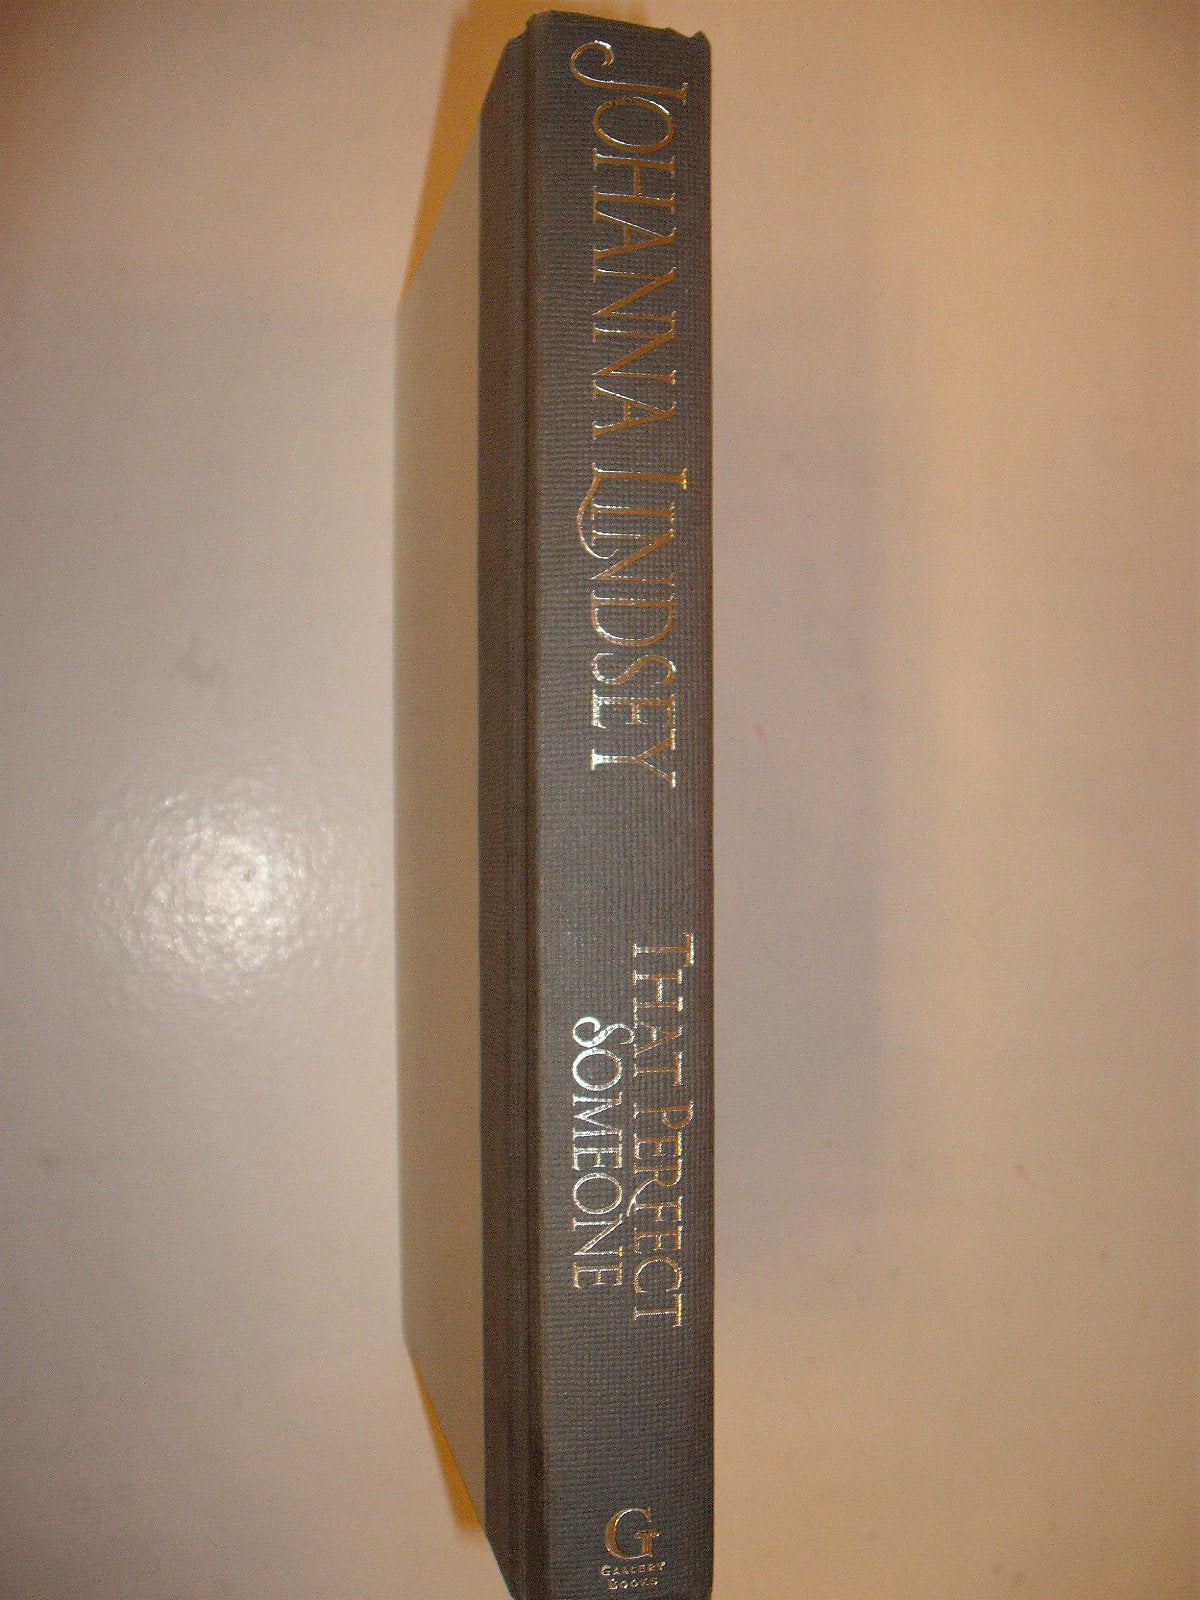 JOHANNA LINDSEY
THAT PERFECT
SOMEONE
G
GALLERY
BOOKS